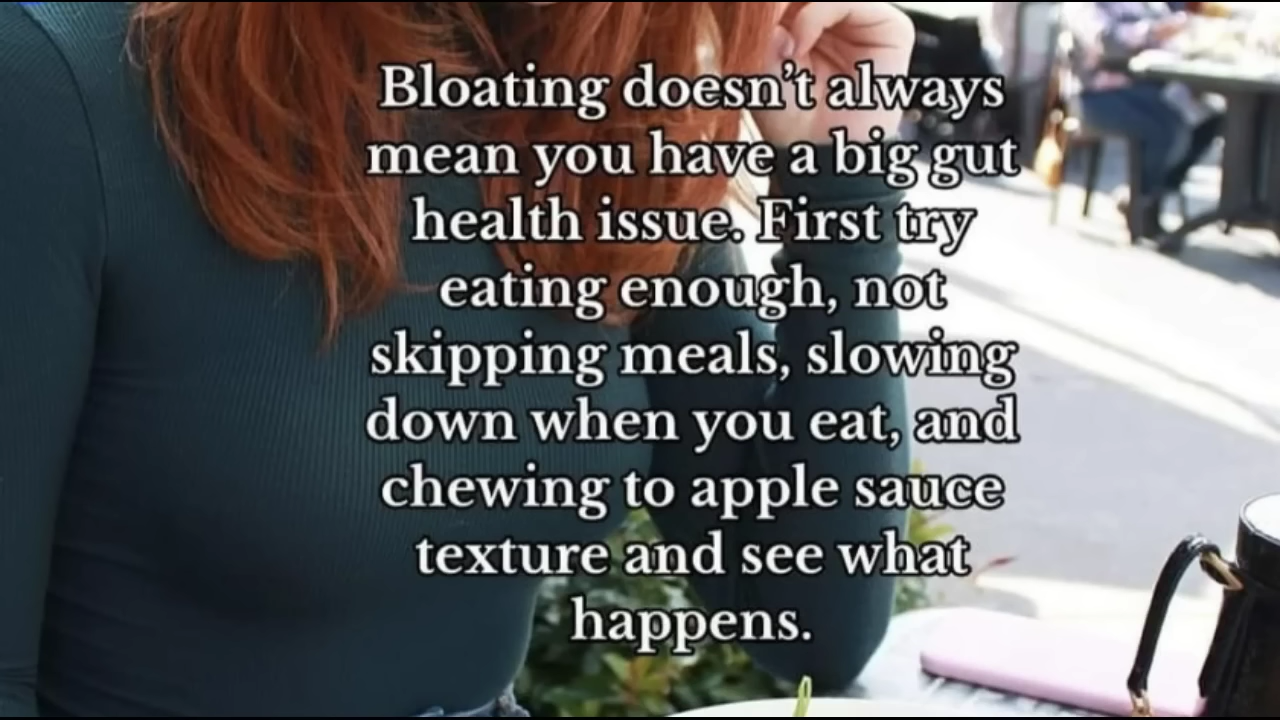 Bloating doesn’t always
mean you have a big gut
health issue. First try
eating enough, not
skipping meals, slowing
down when you eat, and
chewing to apple sauce
texture and see what
happens.